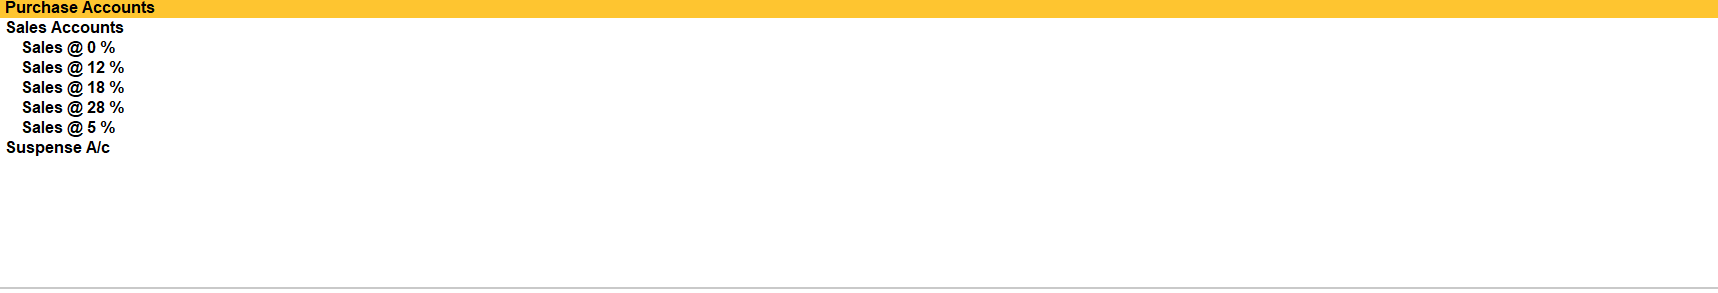 Purchase Accounts
Sales Accounts
Sales @ 0 %
Sales @ 12 %
Sales @ 18 %
Sales @ 28 %
Sales @ 5 %
Suspense A/c